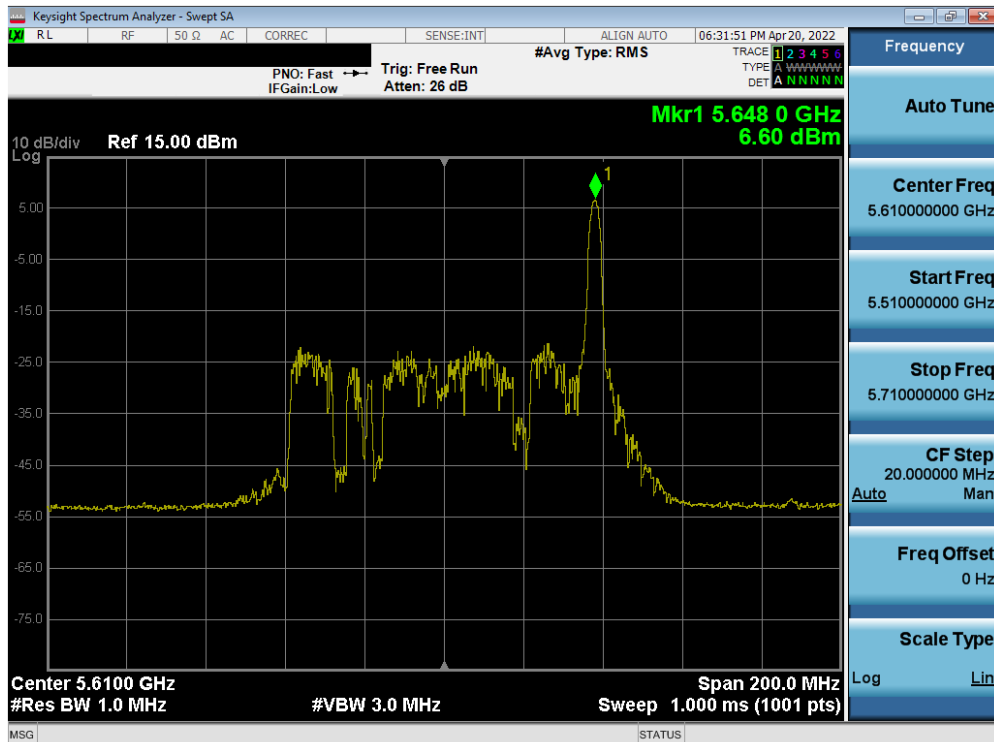 Keysight Spectrum Analyzer - Swept SA
LXI RL RF 50 Ω AC CORREC SENSE:INT ALIGN AUTO 06:31:51 PM Apr 20, 2022
Frequency
#Avg Type: RMS
TRACE 1 2 3 4 5 6
TYPE A WWWWW
DET A N N N N N
PNO: Fast
IFGain:Low
Trig: Free Run
Atten: 26 dB
Auto Tune
Mkr1 5.648 0 GHz
6.60 dBm
10 dB/div Ref 15.00 dBm
Log
1
5.00
-5.00
-15.0
-25.0
-35.0
-45.0
-55.0
-65.0
-75.0
Center Freq
5.610000000 GHz
Start Freq
5.510000000 GHz
Stop Freq
5.710000000 GHz
CF Step
20.000000 MHz
Auto Man
Freq Offset
0 Hz
Scale Type
Log Lin
Center 5.6100 GHz Span 200.0 MHz
#Res BW 1.0 MHz #VBW 3.0 MHz Sweep 1.000 ms (1001 pts)
MSG STATUS